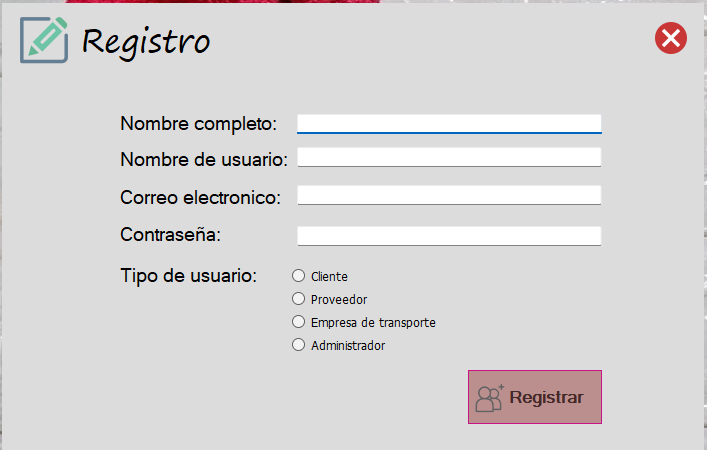 Registro
Nombre completo:
Nombre de usuario:
Correo electronico:
Contraseña:
Tipo de usuario:
Cliente
Proveedor
Empresa de transporte
Administrador
Registrar